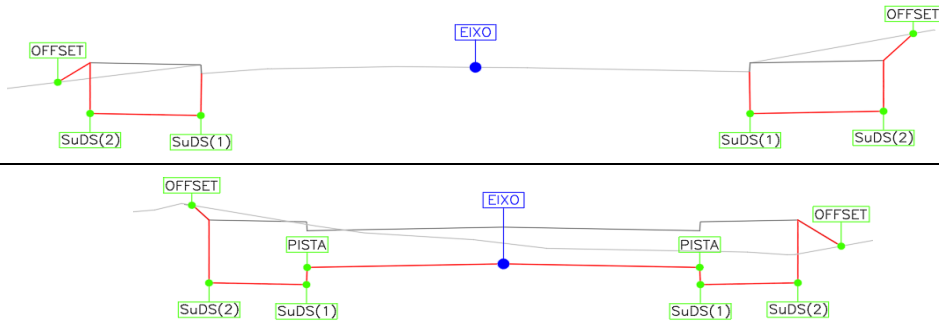 OFFSET
EIXO
OFFSET
SuDS(2)
SuDS(1)
SuDS(1)
SuDS(2)
OFFSET
EIXO
OFFSET
PISTA
PISTA
SuDS(2)
SuDS(1)
SuDS(1)
SuDS(2)